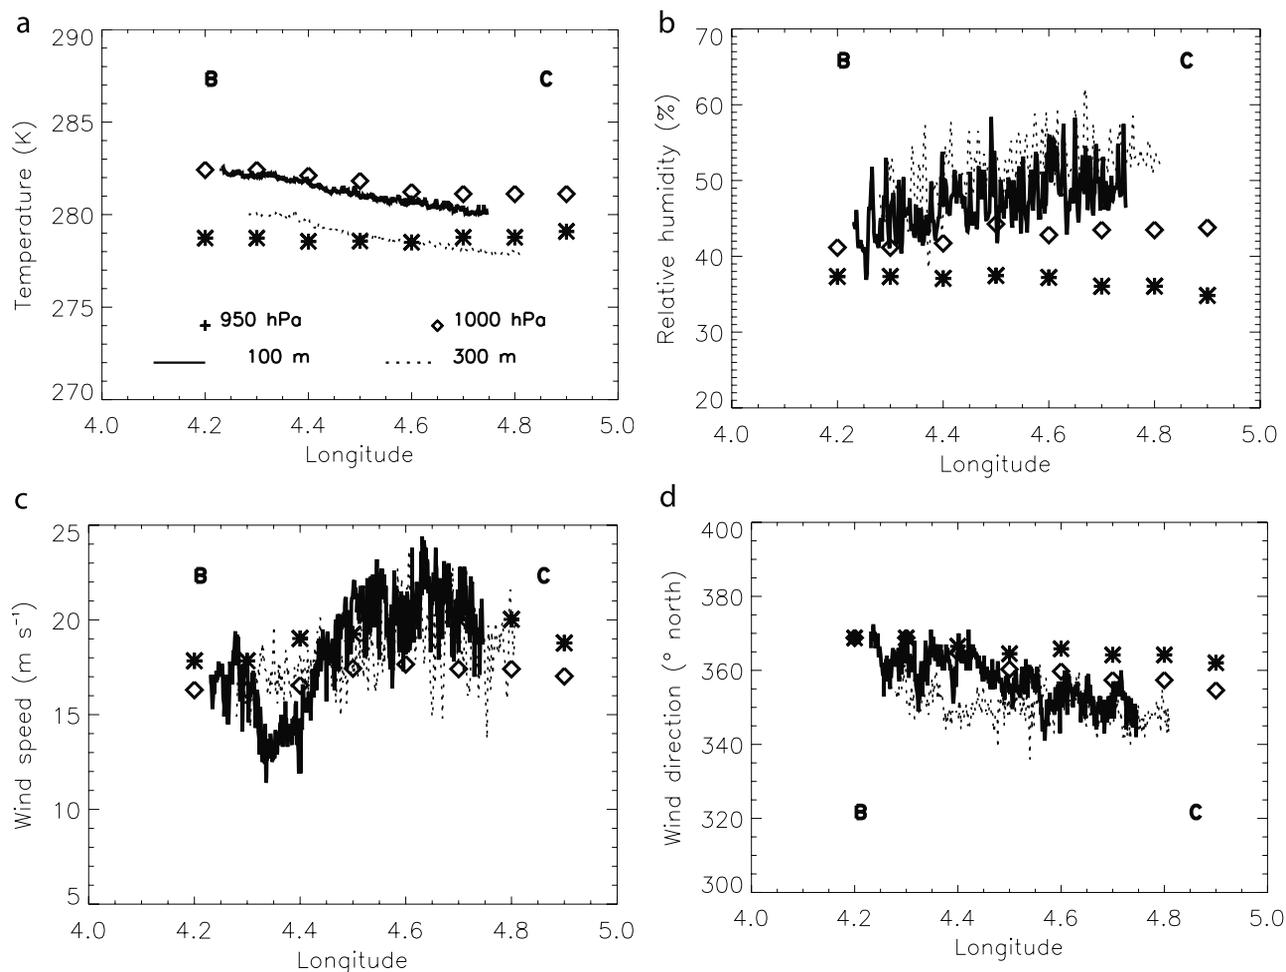 a
290
285
280
275
270
Temperature (K)
B
C
950 hPa
1000 hPa
100 m
300 m
4.0
4.2
4.4
4.6
4.8
5.0
Longitude
b
70
60
50
40
30
20
Relative humidity (%)
B
C
4.0
4.2
4.4
4.6
4.8
5.0
Longitude
c
25
20
15
10
5
Wind speed (m s⁻¹)
B
C
4.0
4.2
4.4
4.6
4.8
5.0
Longitude
d
400
380
360
340
320
300
Wind direction (° north)
B
C
4.0
4.2
4.4
4.6
4.8
5.0
Longitude